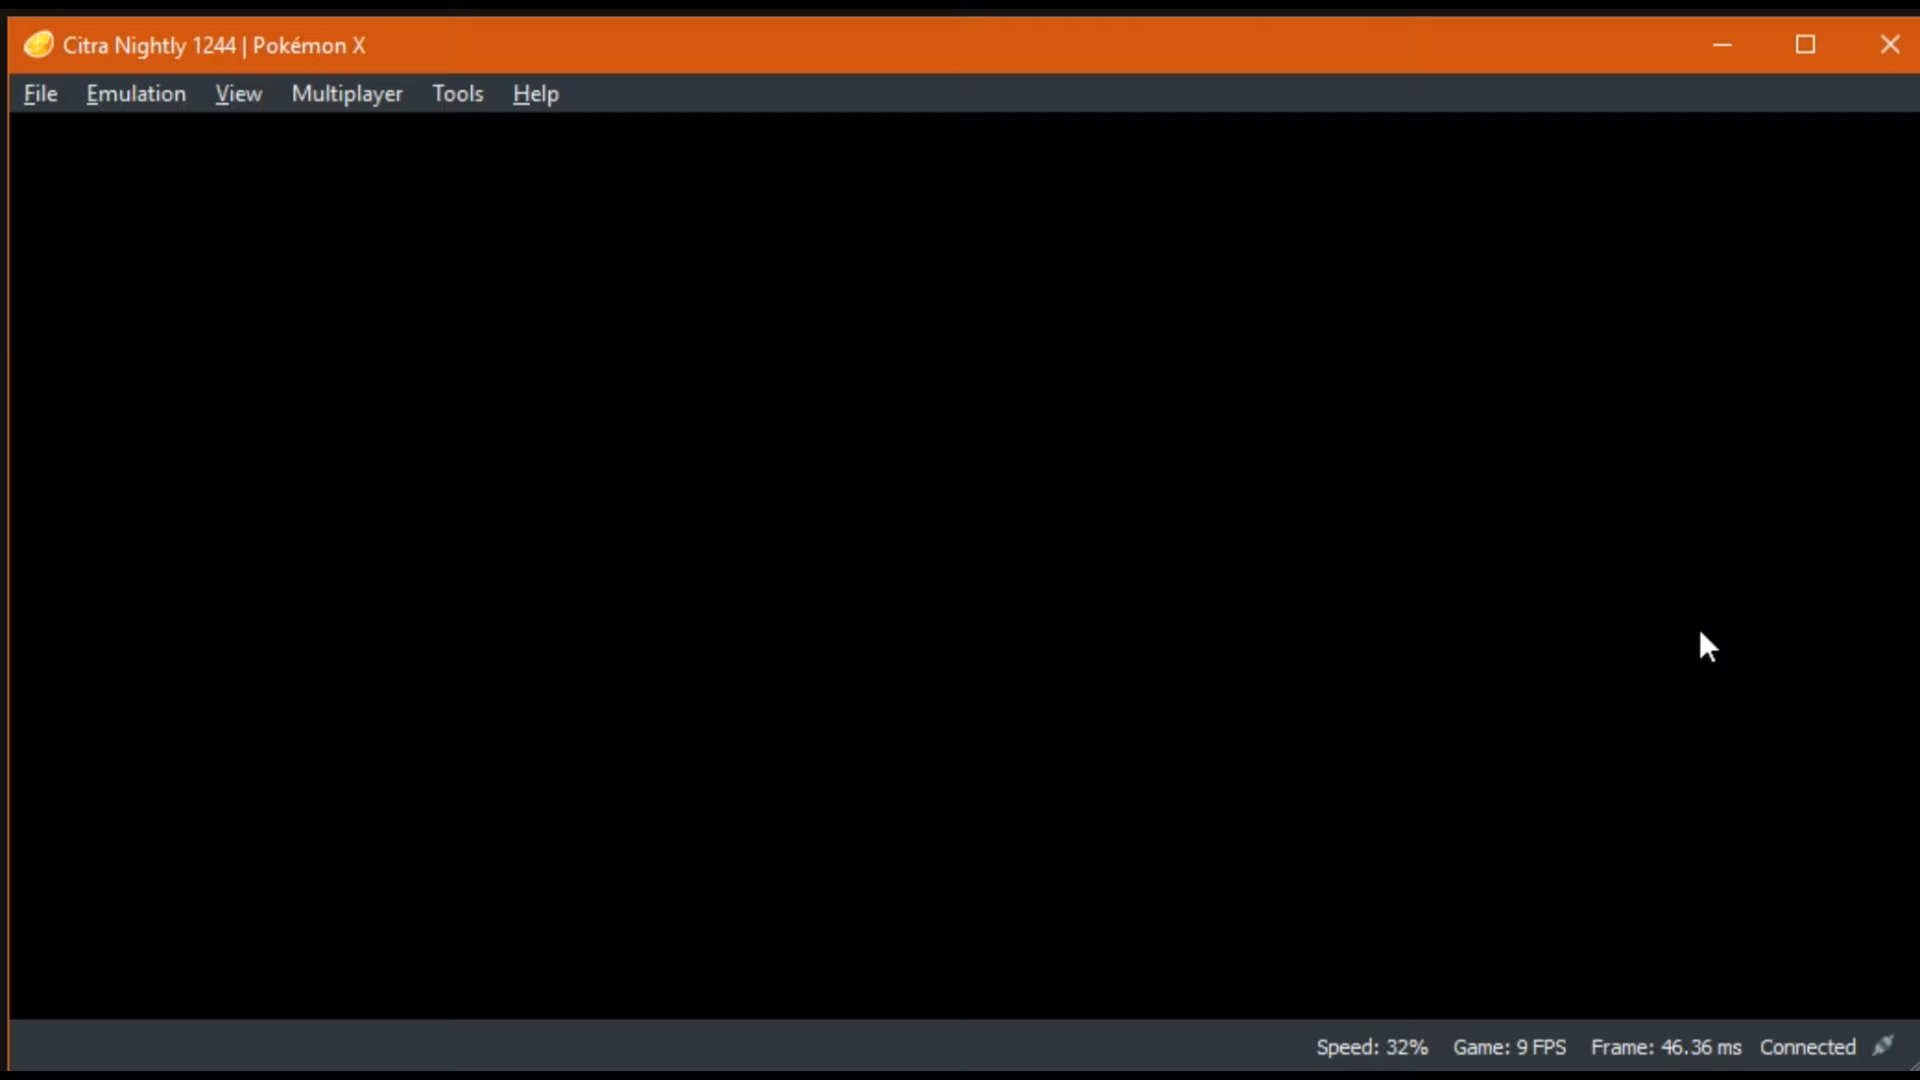 Citra Nightly 1244 | Pokémon X
File Emulation View Multiplayer Tools Help
Speed: 32% Game: 9 FPS Frame: 46.36 ms Connected